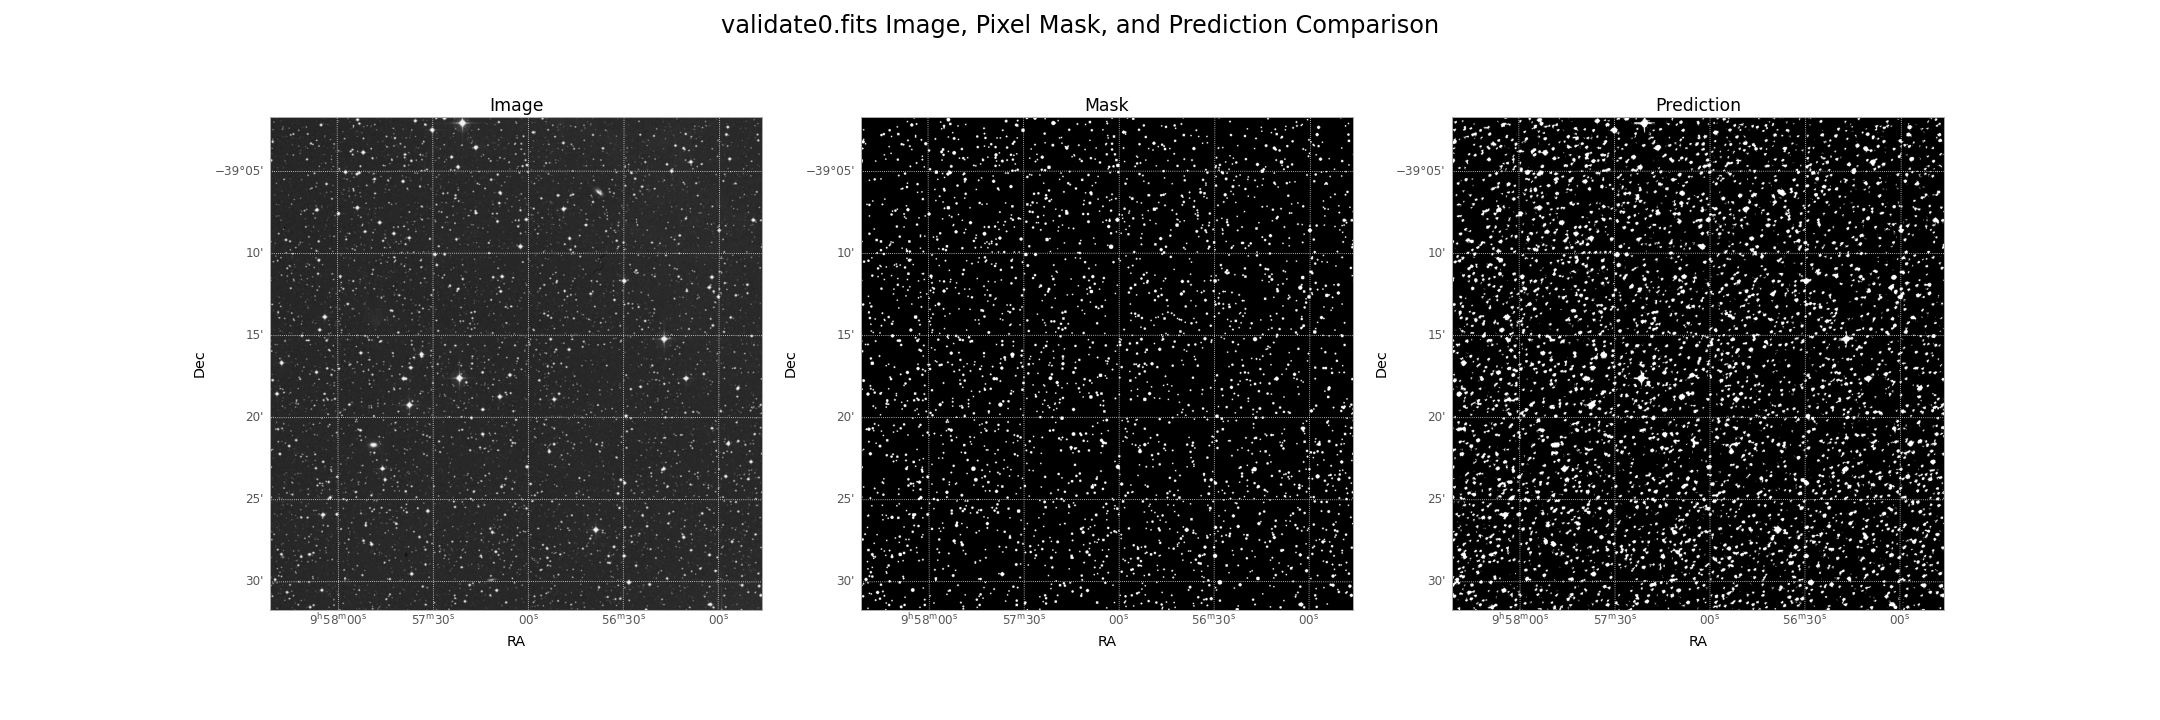 validate0.fits Image, Pixel Mask, and Prediction Comparison
Image
Dec
−39°05'
10'
15'
20'
25'
30'
9ʰ58ᵐ00ˢ 57ᵐ30ˢ 00ˢ 56ᵐ30ˢ 00ˢ
RA
Mask
Dec
−39°05'
10'
15'
20'
25'
30'
9ʰ58ᵐ00ˢ 57ᵐ30ˢ 00ˢ 56ᵐ30ˢ 00ˢ
RA
Prediction
Dec
−39°05'
10'
15'
20'
25'
30'
9ʰ58ᵐ00ˢ 57ᵐ30ˢ 00ˢ 56ᵐ30ˢ 00ˢ
RA